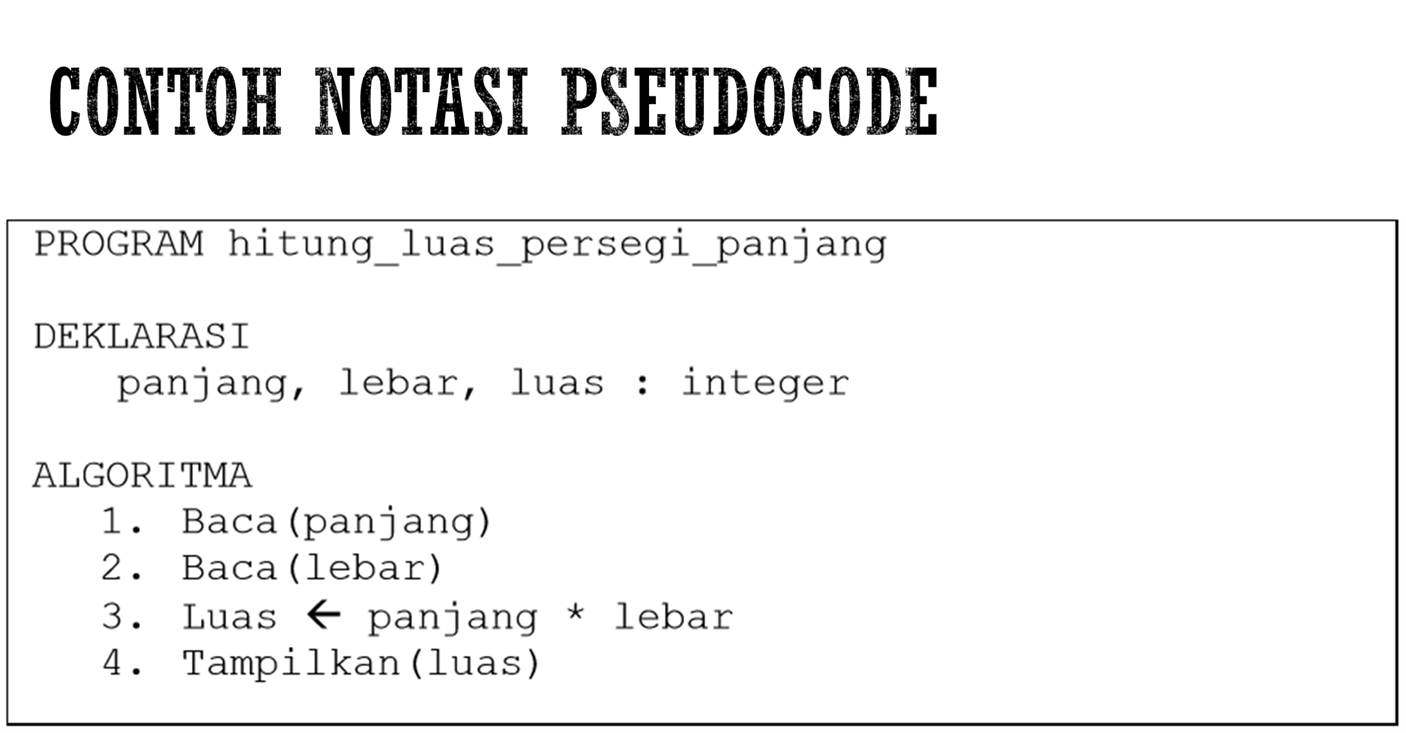 CONTOH NOTASI PSEUDOCODE
PROGRAM hitung_luas_persegi_panjang
DEKLARASI
panjang, lebar, luas : integer
ALGORITMA
1. Baca(panjang)
2. Baca(lebar)
3. Luas ← panjang * lebar
4. Tampilkan(luas)